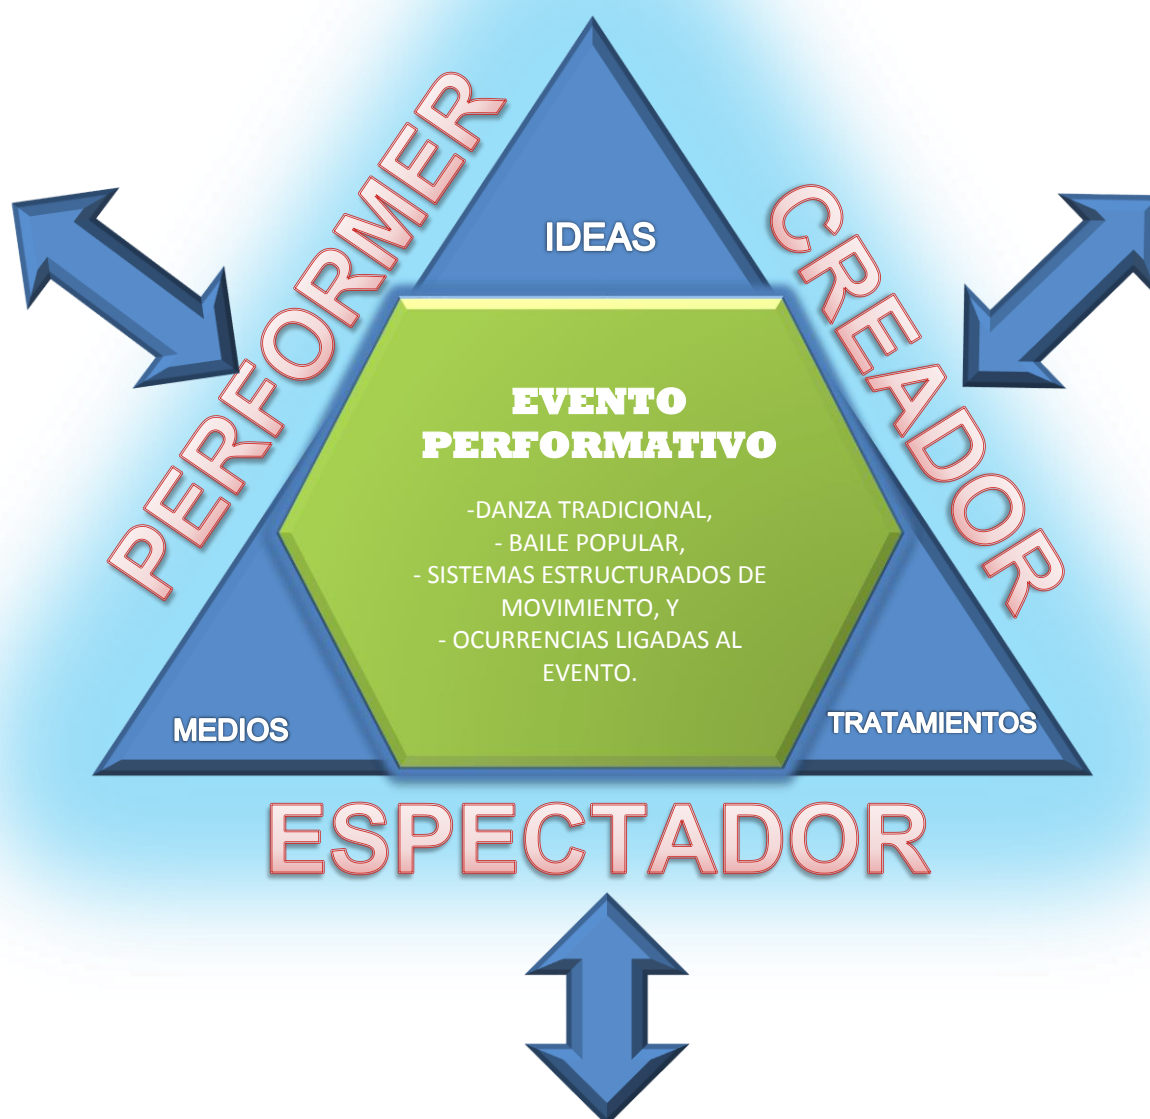 PERFORMER
CREADOR
IDEAS
EVENTO
PERFORMATIVO
-DANZA TRADICIONAL,
- BAILE POPULAR,
- SISTEMAS ESTRUCTURADOS DE
MOVIMIENTO, Y
- OCURRENCIAS LIGADAS AL
EVENTO.
MEDIOS
TRATAMIENTOS
ESPECTADOR